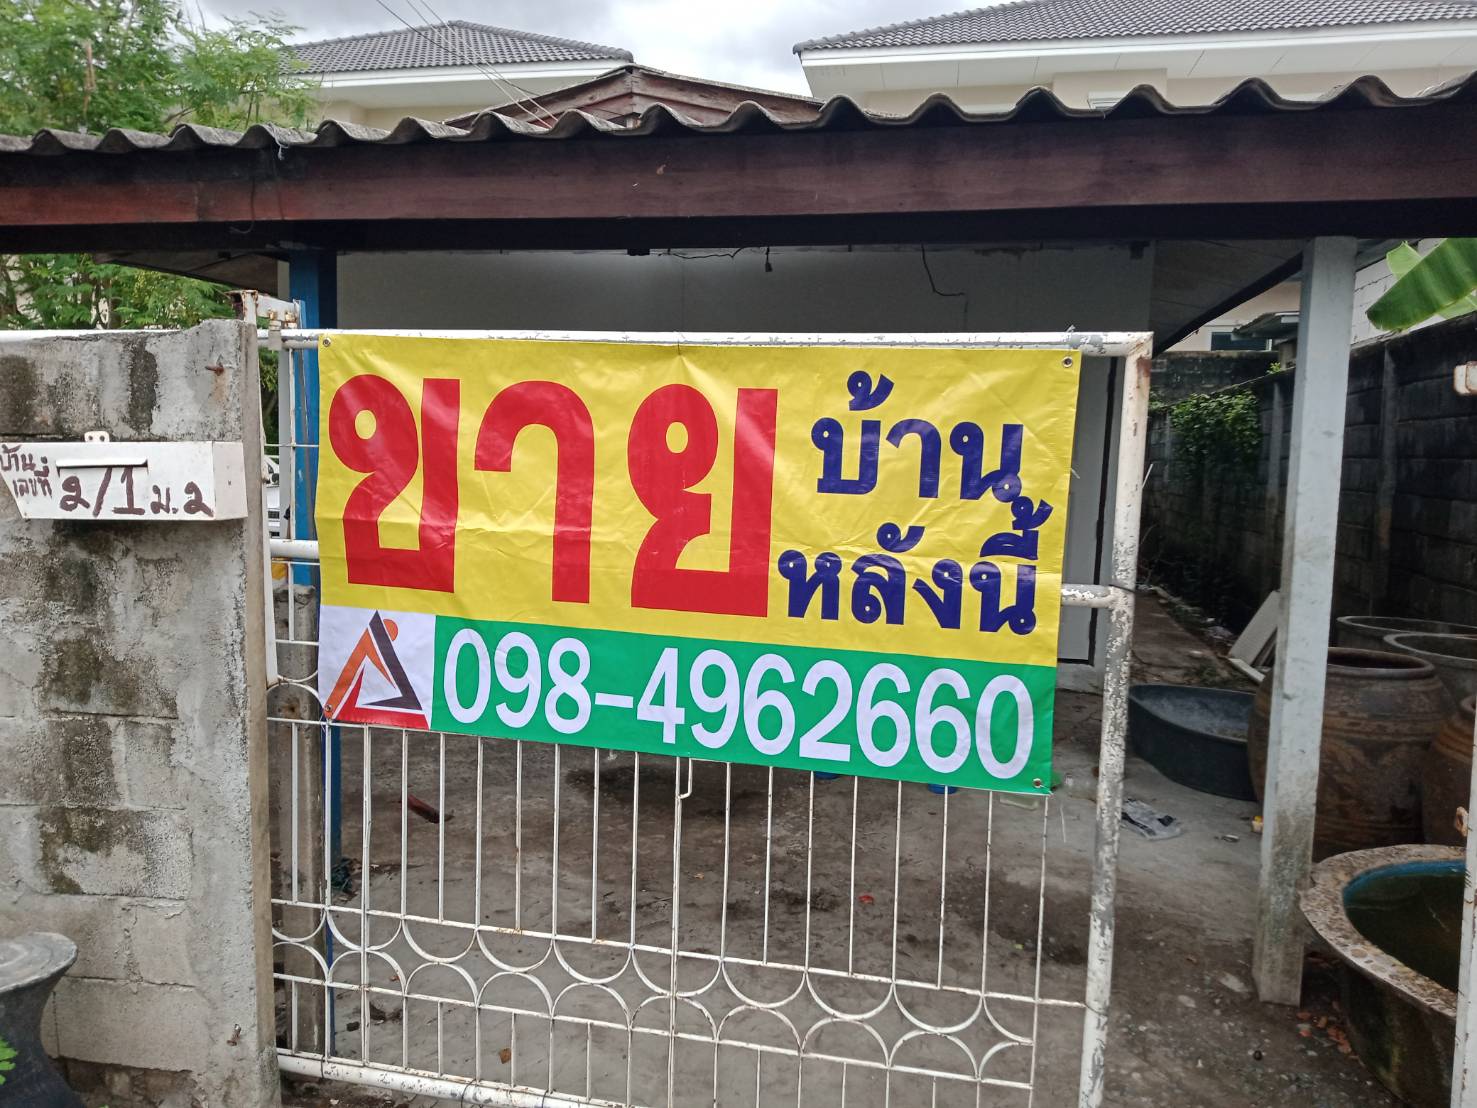 บ้าน
เลขที่ 2/1 ม.2
ขาย บ้าน
หลังนี้
098-4962660